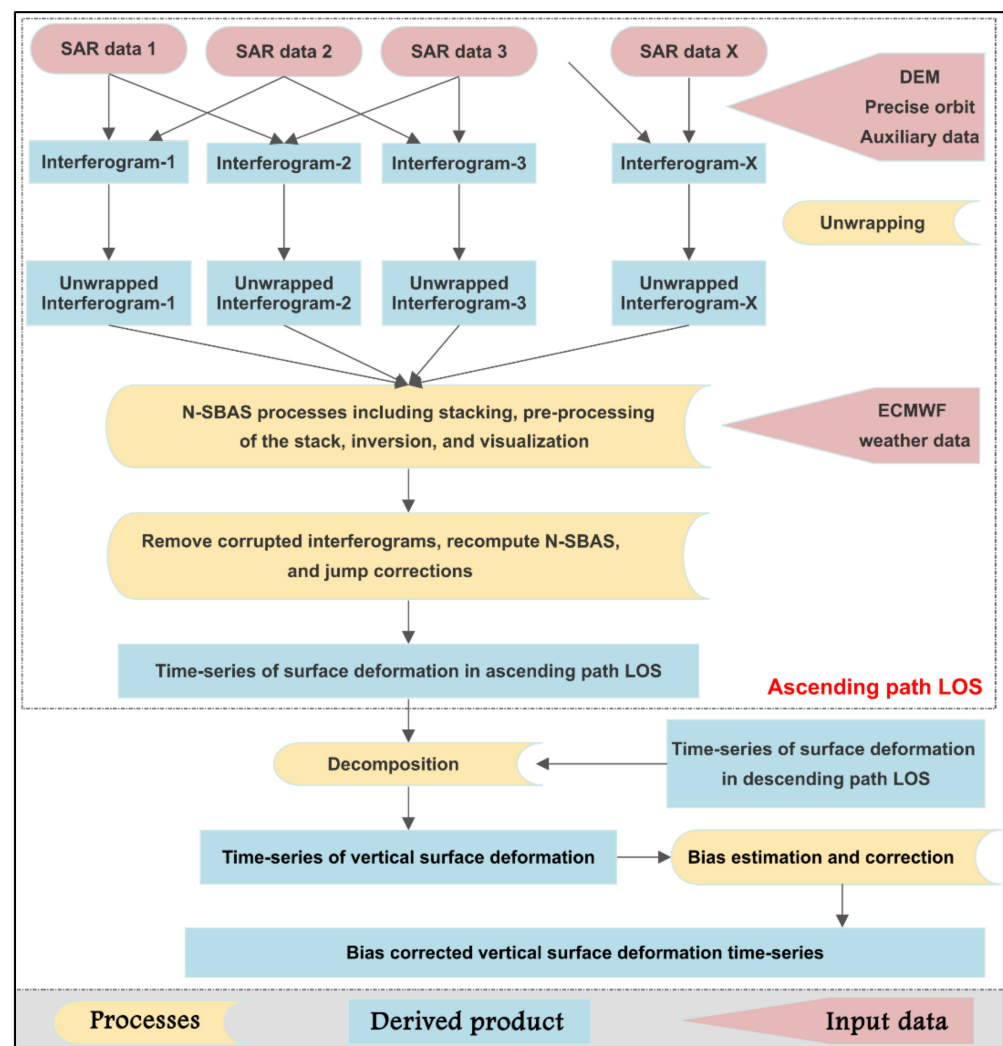 SAR data 1
SAR data 2
SAR data 3
SAR data X
DEM
Precise orbit
Auxiliary data
Interferogram-1
Interferogram-2
Interferogram-3
Interferogram-X
Unwrapping
Unwrapped
Interferogram-1
Unwrapped
Interferogram-2
Unwrapped
Interferogram-3
Unwrapped
Interferogram-X
N-SBAS processes including stacking, pre-processing
of the stack, inversion, and visualization
ECMWF
weather data
Remove corrupted interferograms, recompute N-SBAS,
and jump corrections
Time-series of surface deformation in ascending path LOS
Ascending path LOS
Decomposition
Time-series of surface deformation
in descending path LOS
Time-series of vertical surface deformation
Bias estimation and correction
Bias corrected vertical surface deformation time-series
Processes
Derived product
Input data